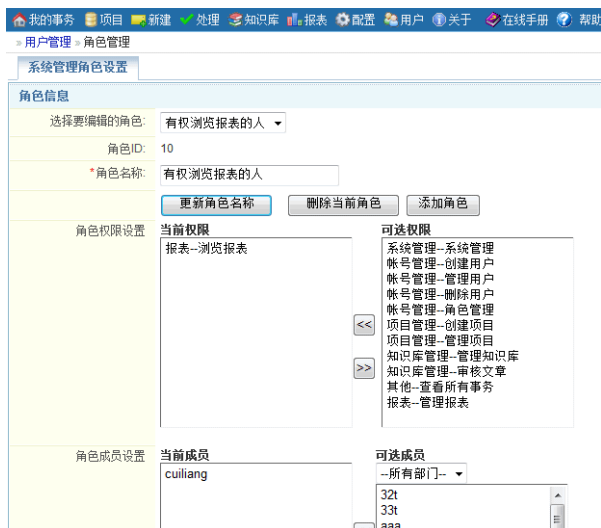 我的事务 项目 新建 处理 知识库 报表 配置 用户 关于 在线手册 帮助
» 用户管理 » 角色管理
系统管理角色设置
角色信息
选择要编辑的角色: 有权浏览报表的人
角色ID: 10
*角色名称: 有权浏览报表的人
更新角色名称 删除当前角色 添加角色
角色权限设置 当前权限 可选权限
报表--浏览报表 系统管理--系统管理
帐号管理--创建用户
帐号管理--管理用户
帐号管理--删除用户
帐号管理--角色管理
<< 项目管理--创建项目
项目管理--管理项目
知识库管理--管理知识库
>> 知识库管理--审核文章
其他--查看所有事务
报表--管理报表
角色成员设置 当前成员 可选成员
cuiliang --所有部门--
32t
33t
aaa